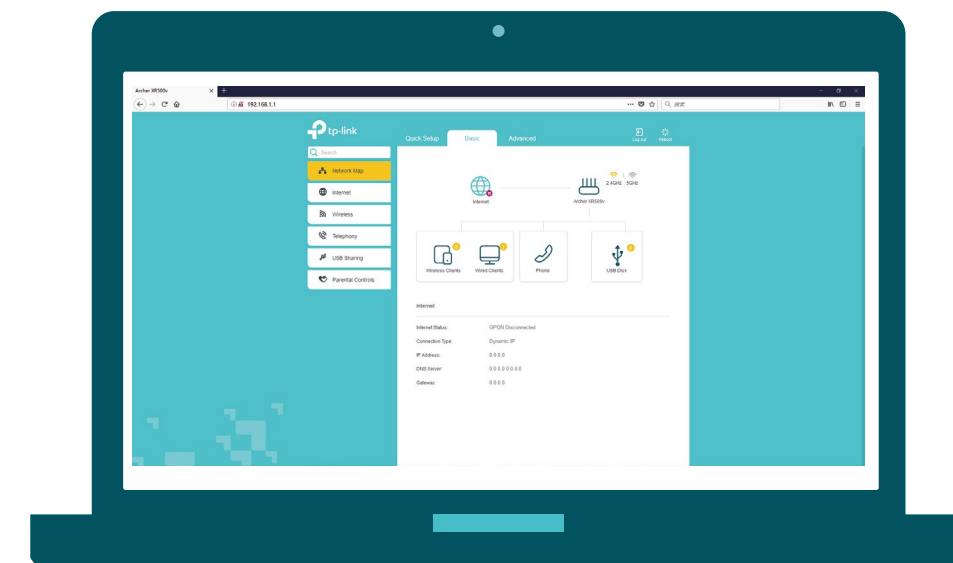 Archer XR500v
192.168.1.1
搜索
tp-link
Quick Setup
Basic
Advanced
Log out
Reboot
Search
Network Map
Internet
Wireless
Telephony
USB Sharing
Parental Controls
Internet
Archer XR500v
2.4GHz
5GHz
Wireless Clients
Wired Clients
Phone
USB Disk
Internet
Internet Status: GPON Disconnected
Connection Type: Dynamic IP
IP Address: 0.0.0.0
DNS Server: 0.0.0.0 0.0.0.0
Gateway: 0.0.0.0